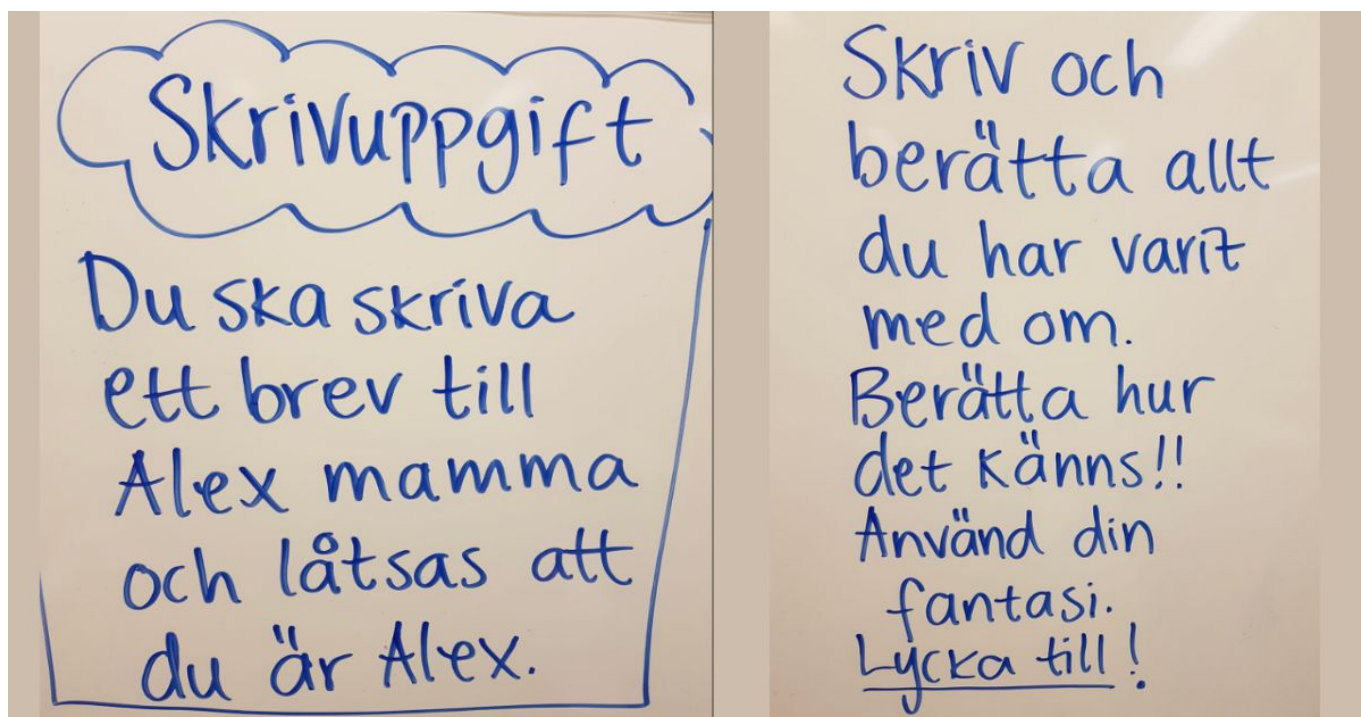 Skrivuppgift
Du ska skriva
ett brev till
Alex mamma
och låtsas att
du är Alex.
Skriv och
berätta allt
du har varit
med om.
Berätta hur
det känns!!
Använd din
fantasi.
Lycka till!